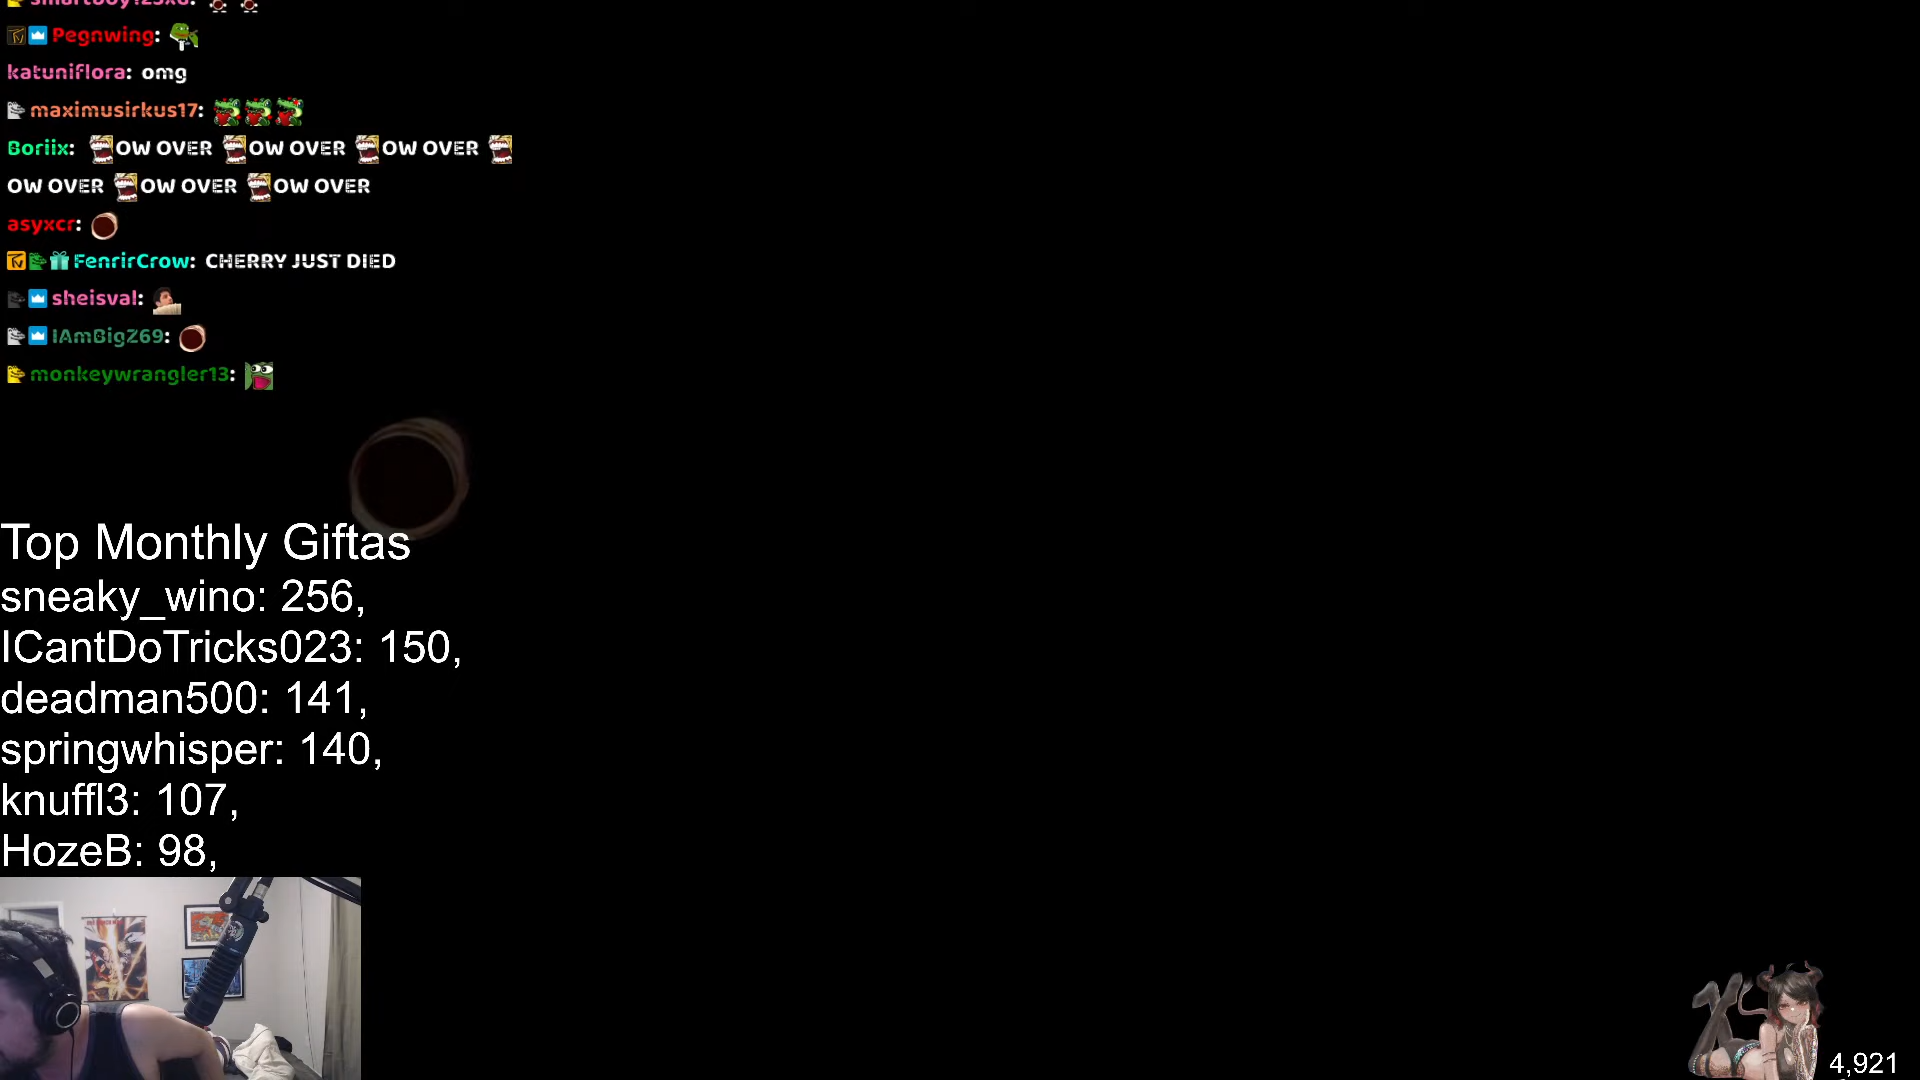 Pegnwing:
katuniflora: omg
maximusirkus17:
Boriix: OW OVER OW OVER OW OVER
OW OVER OW OVER OW OVER
asyxcr:
FenrirCrow: CHERRY JUST DIED
sheisval:
IAmBigZ69:
monkeywrangler13:
Top Monthly Giftas
sneaky_wino: 256,
ICantDoTricks023: 150,
deadman500: 141,
springwhisper: 140,
knuffl3: 107,
HozeB: 98,
4,921